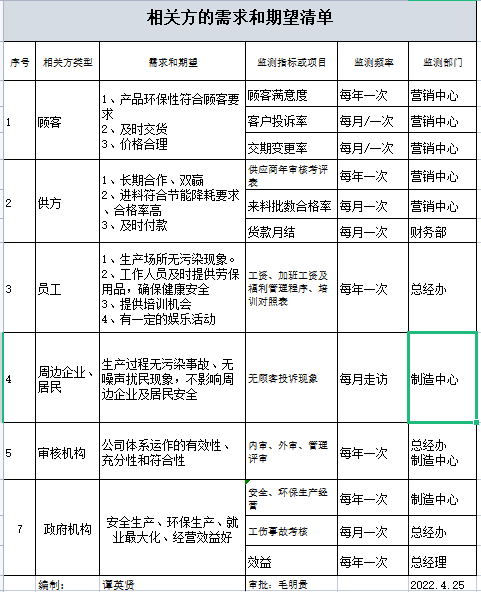 相关方的需求和期望清单
序号 相关方类型 需求和期望 监测指标或项目 监测频率 监测部门
1 顾客
1、产品环保性符合顾客要
求
2、及时交货
3、价格合理
顾客满意度 每年一次 营销中心
客户投诉率 每月/一次 营销中心
交期变更率 每月/一次 营销中心
2 供方
1、长期合作、双赢
2、进料符合节能降耗要求
、合格率高
3、及时付款
供应商年审核考评
表
每年一次 营销中心
来料批数合格率 每月一次 营销中心
货款月结 每月一次 财务部
3 员工
1、生产场所无污染现象。
2、工作人员及时提供劳保
用品，确保健康安全
3、提供培训机会
4、有一定的娱乐活动
工资、加班工资及
福利管理程序、培
训对照表
每年一次 总经办
4
周边企业、
居民
生产过程无污染事故、无
噪声扰民现象，不影响周
边企业及居民安全
无顾客投诉现象 每月走访 制造中心
5 审核机构
公司体系运作的有效性、
充分性和符合性
内审、外审、管理
评审
每年一次
总经办
制造中心
7 政府机构
安全生产、环保生产、就
业最大化、经营效益好
安全、环保生产经
营
每年一次 制造中心
工伤事故考核 每月一次 总经办
效益 每年一次 总经理
编制： 谭英贤 审批：毛明贵 2022.4.25